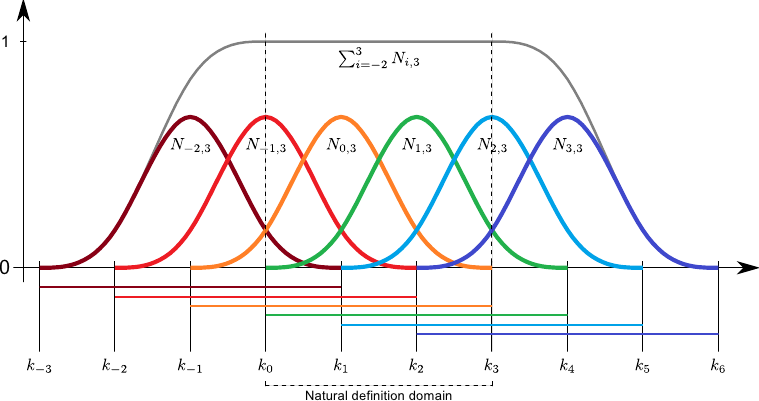 1
∑³ᵢ₌₋₂ Nᵢ,₃
N₋₂,₃ N₋₁,₃ N₀,₃ N₁,₃ N₂,₃ N₃,₃
0
k₋₃ k₋₂ k₋₁ k₀ k₁ k₂ k₃ k₄ k₅ k₆
Natural definition domain